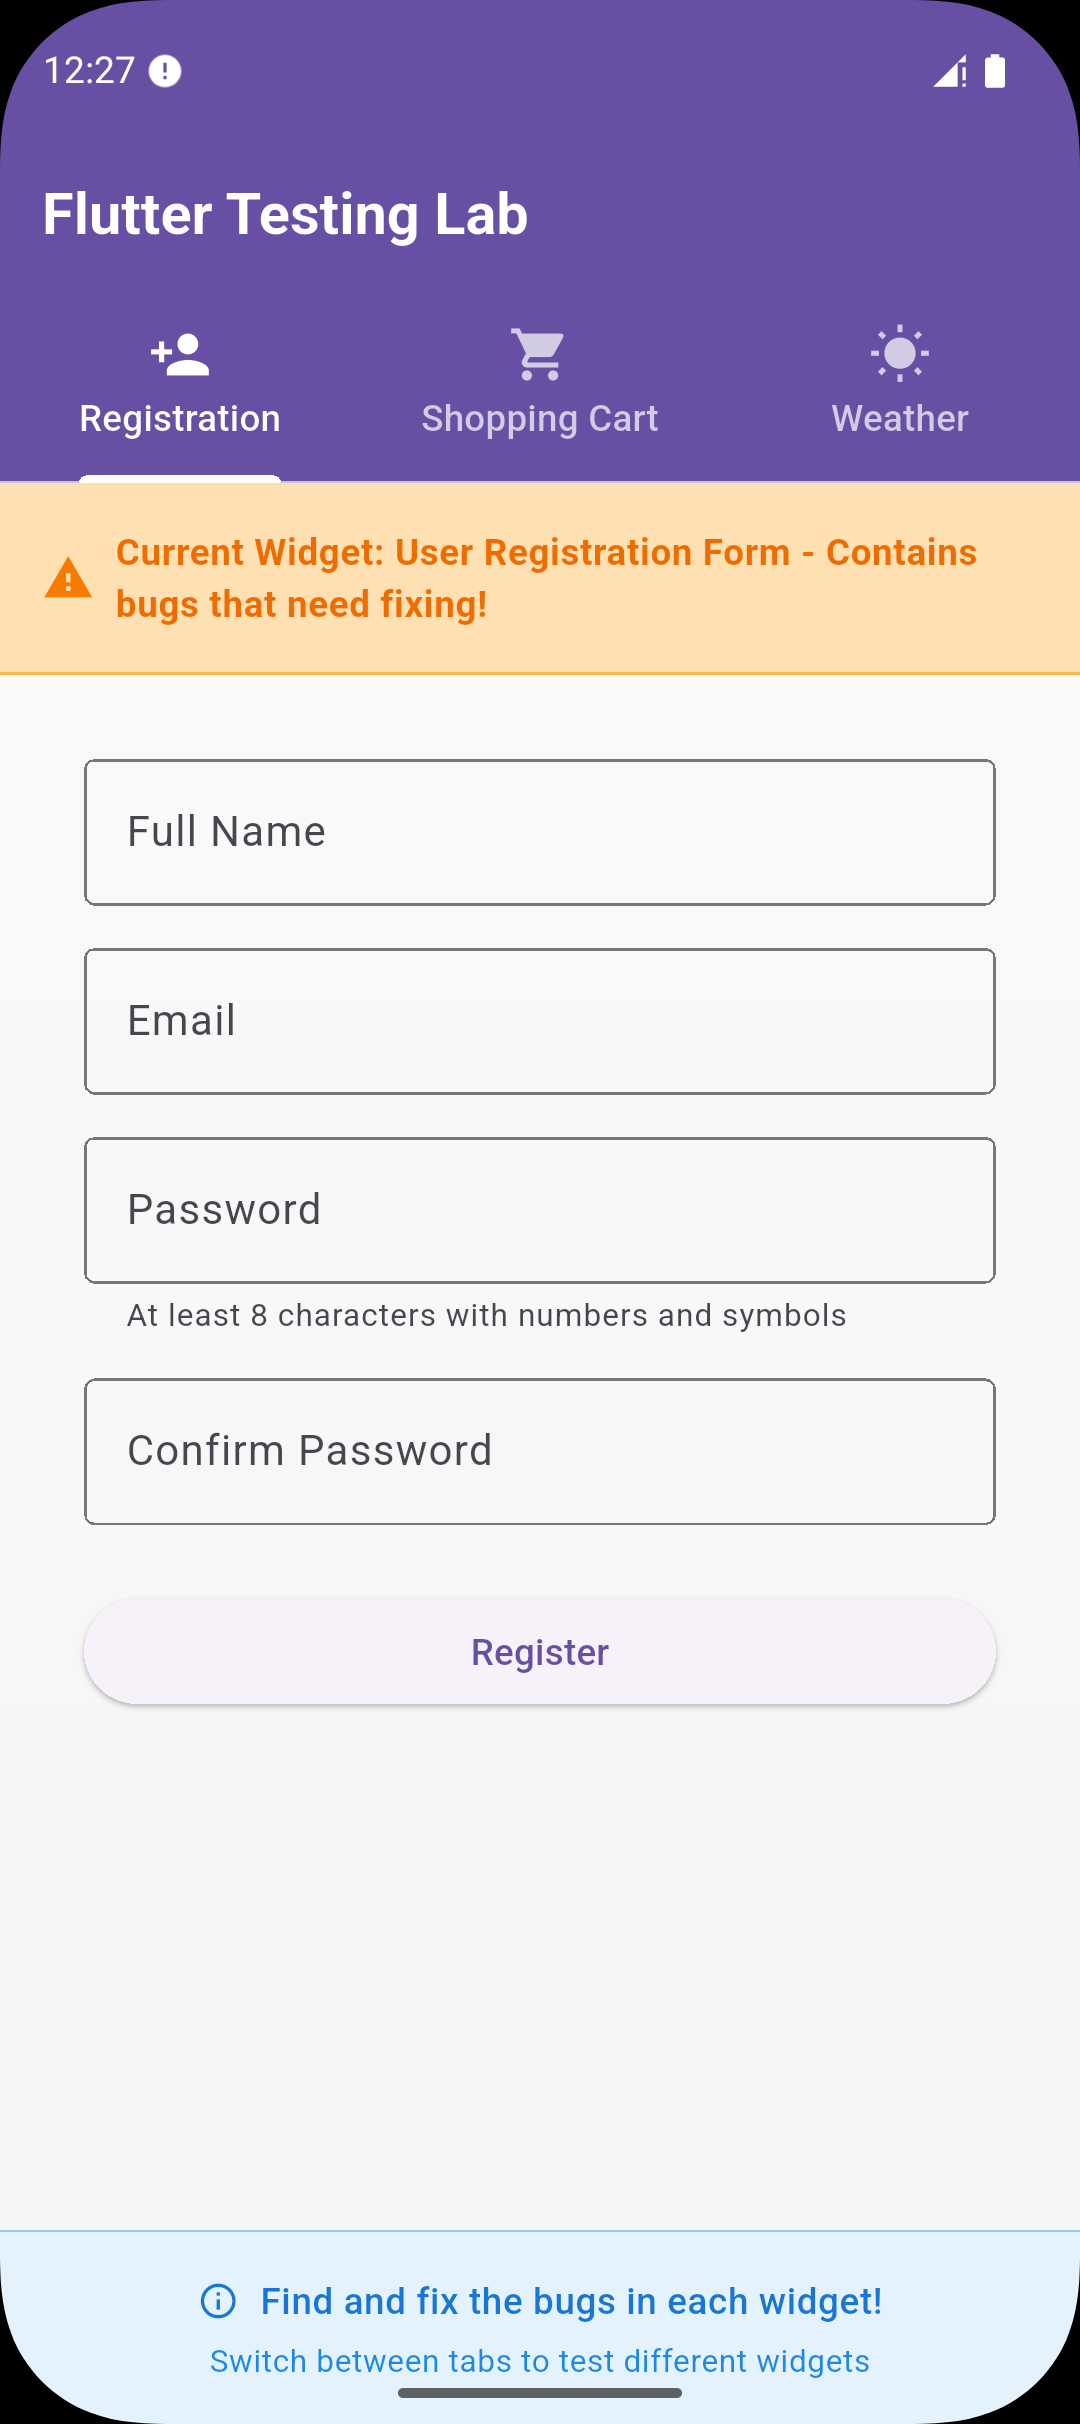 12:27
Flutter Testing Lab
Registration
Shopping Cart
Weather
Current Widget: User Registration Form - Contains
bugs that need fixing!
Full Name
Email
Password
At least 8 characters with numbers and symbols
Confirm Password
Register
Find and fix the bugs in each widget!
Switch between tabs to test different widgets